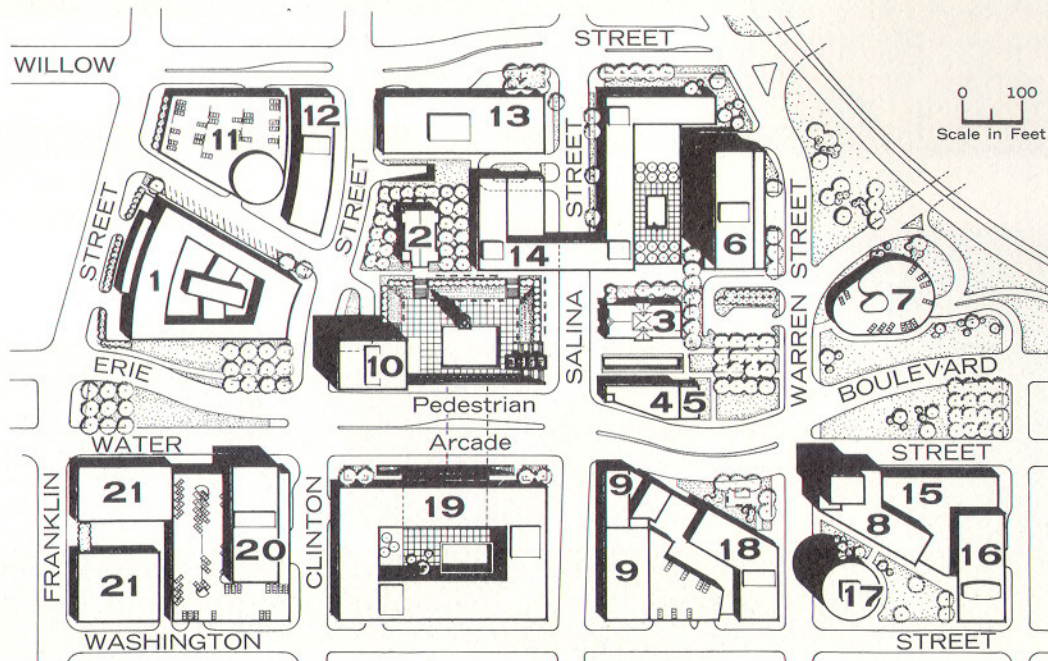 STREET
WILLOW
0 100
Scale in Feet
12
13
11
STREET
STREET
STREET
STREET
2
14
6
1
7
3
SALINA
WARREN
10
ERIE
BOULEVARD
4 5
Pedestrian
WATER
Arcade
STREET
FRANKLIN
21
CLINTON
19
9
15
8
20
18
16
21
9
17
WASHINGTON
STREET